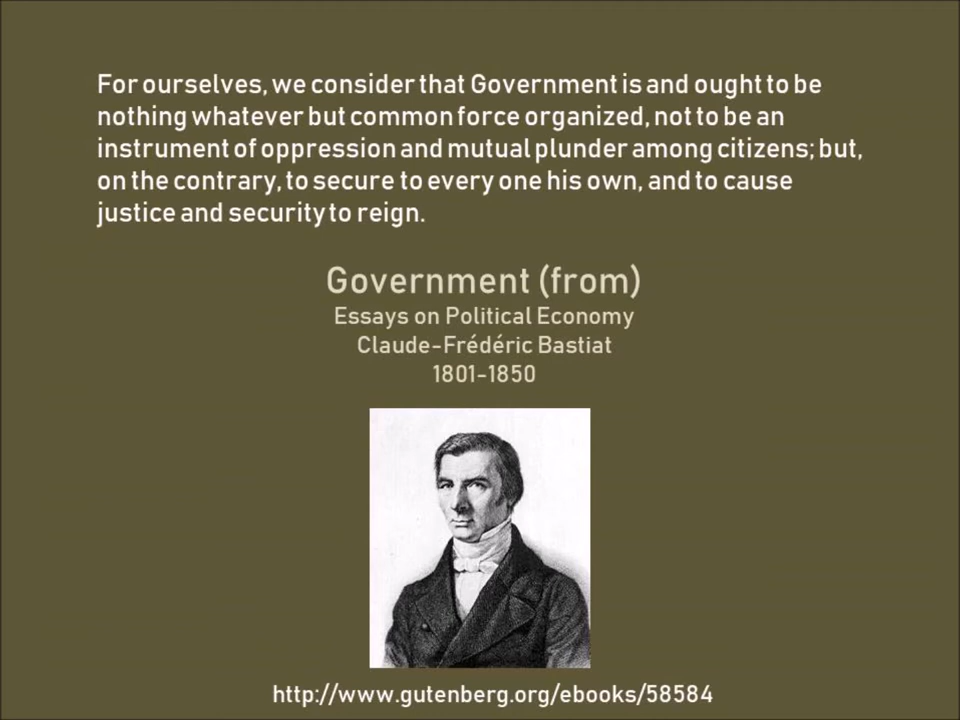 For ourselves, we consider that Government is and ought to be
nothing whatever but common force organized, not to be an
instrument of oppression and mutual plunder among citizens; but,
on the contrary, to secure to every one his own, and to cause
justice and security to reign.
Government (from)
Essays on Political Economy
Claude-Frédéric Bastiat
1801-1850
http://www.gutenberg.org/ebooks/58584